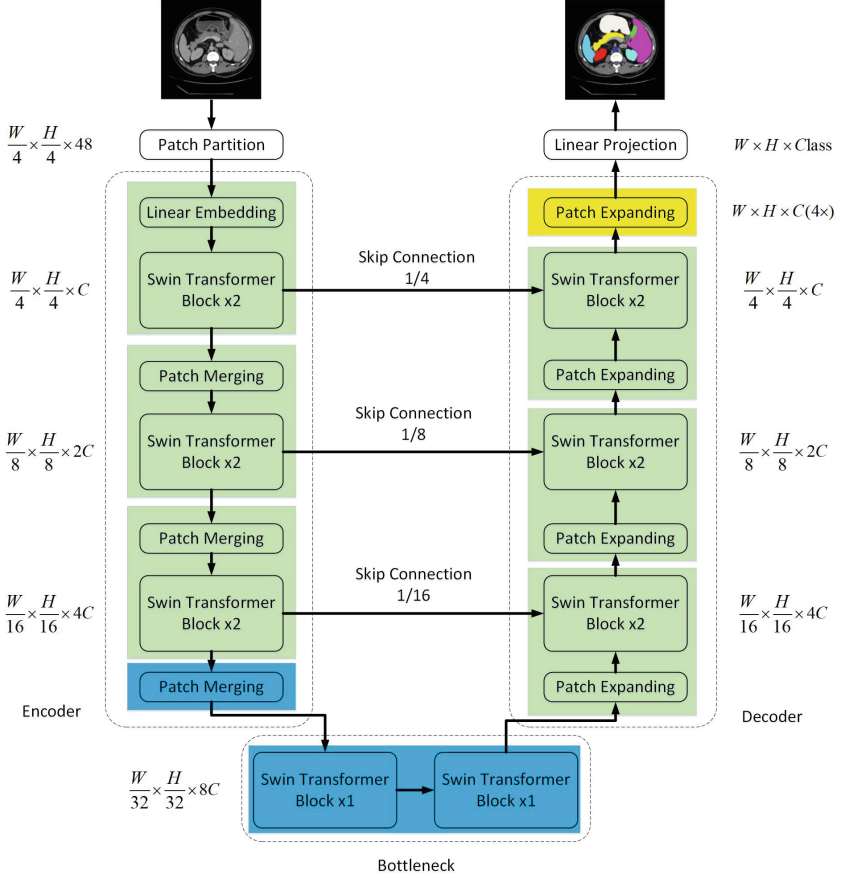 W/4 × H/4 × 48
Patch Partition
Linear Projection
W × H × Class
Linear Embedding
Patch Expanding
W × H × C(4×)
W/4 × H/4 × C
Swin Transformer
Block x2
Skip Connection
1/4
Swin Transformer
Block x2
W/4 × H/4 × C
Patch Merging
Patch Expanding
W/8 × H/8 × 2C
Swin Transformer
Block x2
Skip Connection
1/8
Swin Transformer
Block x2
W/8 × H/8 × 2C
Patch Merging
Patch Expanding
W/16 × H/16 × 4C
Swin Transformer
Block x2
Skip Connection
1/16
Swin Transformer
Block x2
W/16 × H/16 × 4C
Patch Merging
Patch Expanding
Encoder
Decoder
W/32 × H/32 × 8C
Swin Transformer
Block x1
Swin Transformer
Block x1
Bottleneck